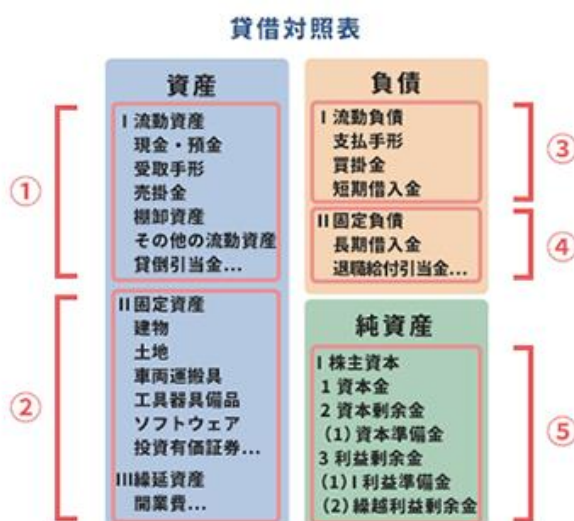 貸借対照表
資産
①
I 流動資産
現金・預金
受取手形
売掛金
棚卸資産
その他の流動資産
貸倒引当金...
②
II 固定資産
建物
土地
車両運搬具
工具器具備品
ソフトウェア
投資有価証券...
III繰延資産
開業費...
負債
③
I 流動負債
支払手形
買掛金
短期借入金
④
II 固定負債
長期借入金
退職給付引当金...
純資産
⑤
I 株主資本
1 資本金
2 資本剰余金
(1) 資本準備金
3 利益剰余金
(1) I 利益準備金
(2) 繰越利益剰余金